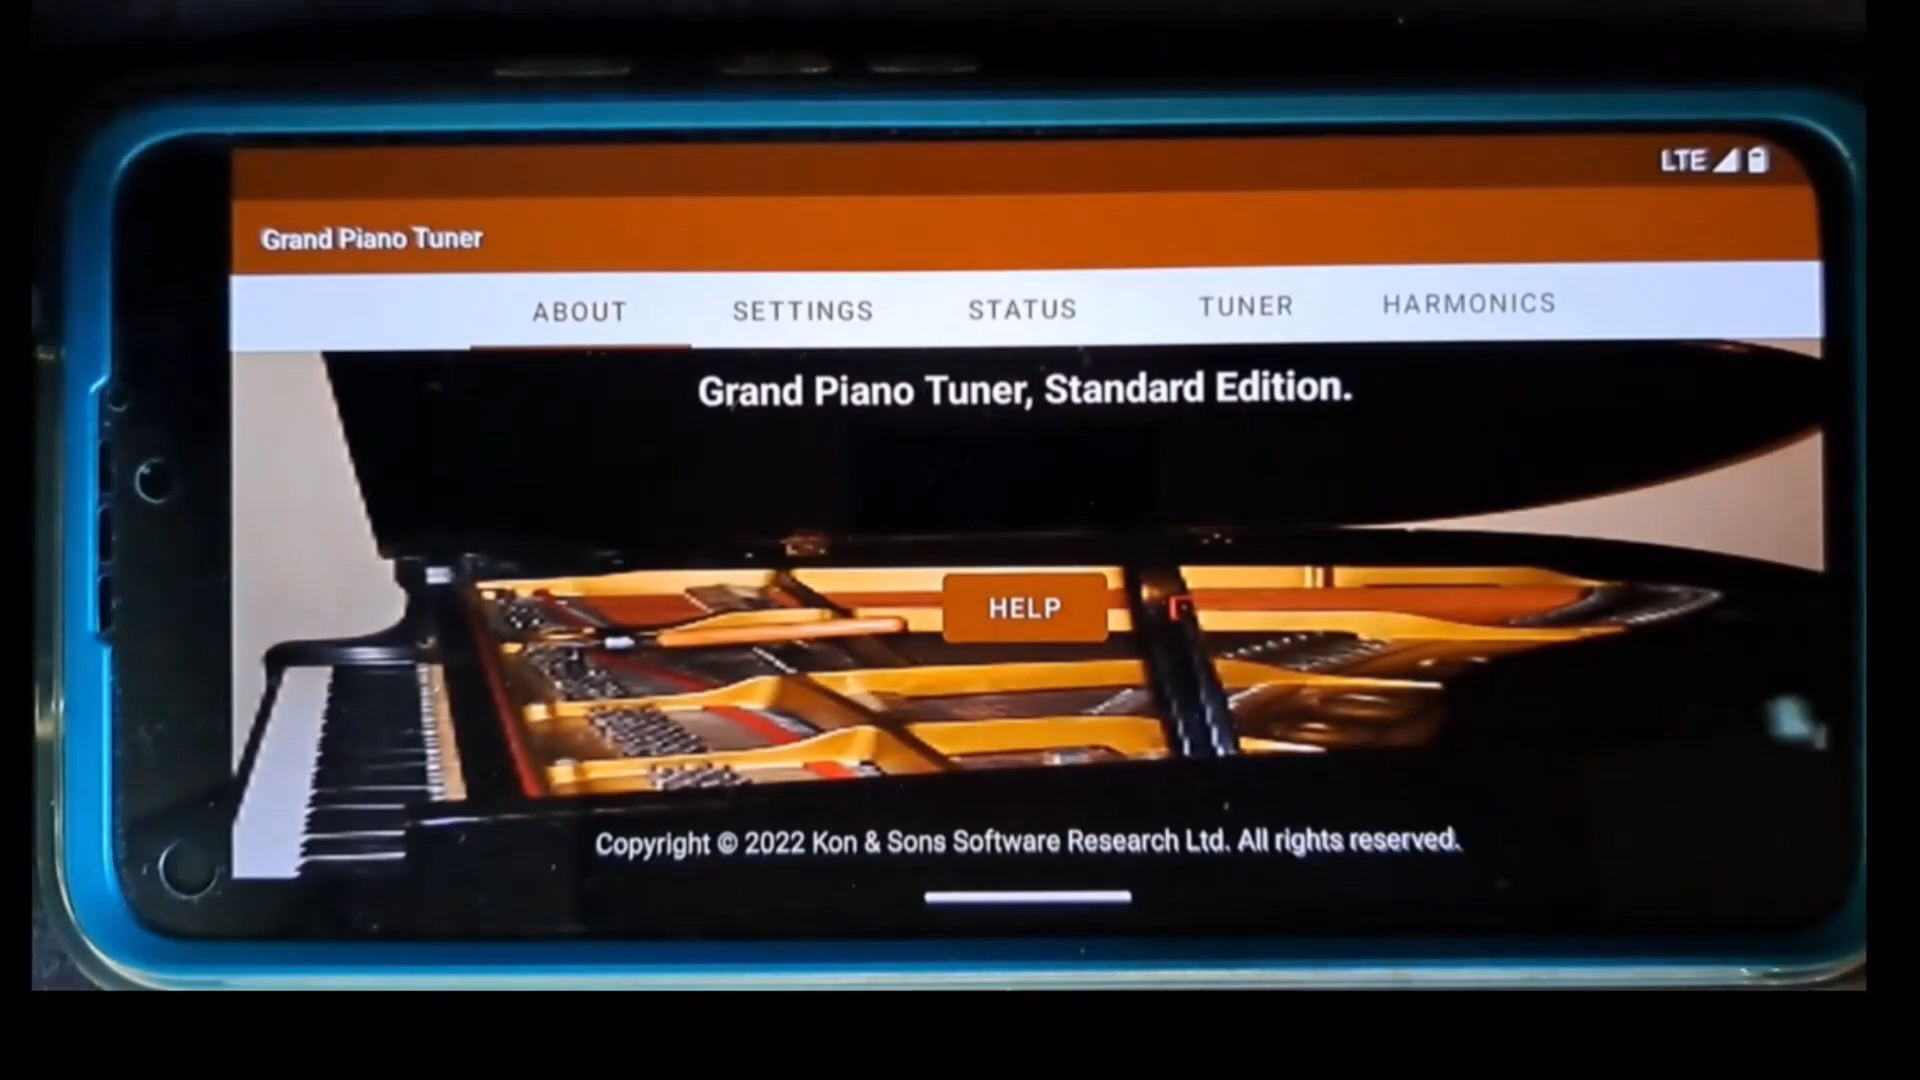 LTE
Grand Piano Tuner
ABOUT SETTINGS STATUS TUNER HARMONICS
Grand Piano Tuner, Standard Edition.
HELP
Copyright © 2022 Kon & Sons Software Research Ltd. All rights reserved.